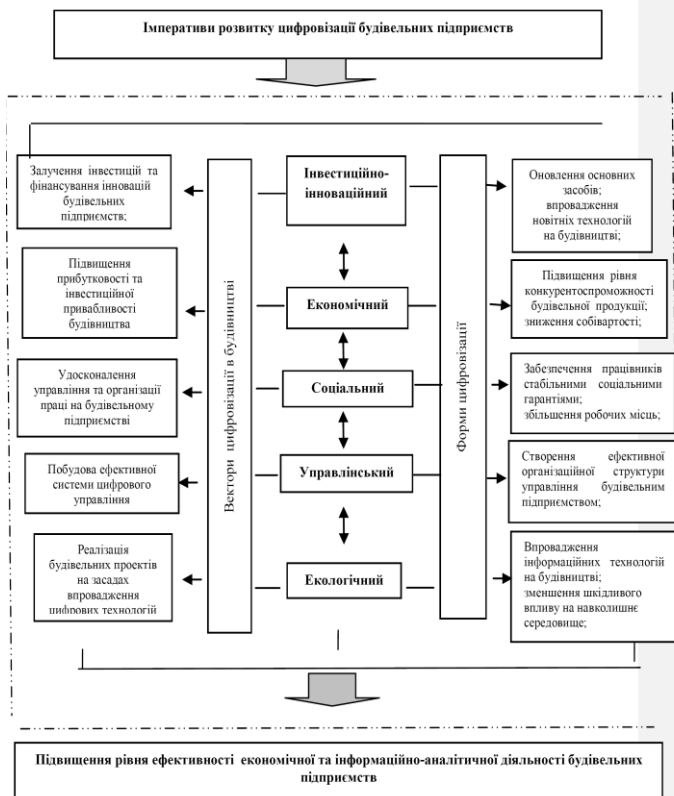 Імперативи розвитку цифровізації будівельних підприємств
Залучення інвестицій та
фінансування інновацій
будівельних
підприємств;
Підвищення
прибутковості та
інвестиційної
привабливості
будівництва
Удосконалення
управління та організації
праці на будівельному
підприємстві
Побудова ефективної
системи цифрового
управління
Реалізація
будівельних проектів
на засадах
впровадження
цифрових технологій
Вектори цифровізації в будівництві
Інвестиційно-
інноваційний
Економічний
Соціальний
Управлінський
Екологічний
Форми цифровізації
Оновлення основних
засобів;
впровадження
новітніх технологій
на будівництві;
Підвищення рівня
конкурентоспроможності
будівельної продукції;
зниження собівартості;
Забезпечення працівників
стабільними соціальними
гарантіями;
збільшення робочих місць;
Створення ефективної
організаційної структури
управління будівельним
підприємством;
Впровадження
інформаційних технологій
на будівництві;
зменшення шкідливого
впливу на навколишнє
середовище;
Підвищення рівня ефективності економічної та інформаційно-аналітичної діяльності будівельних
підприємств